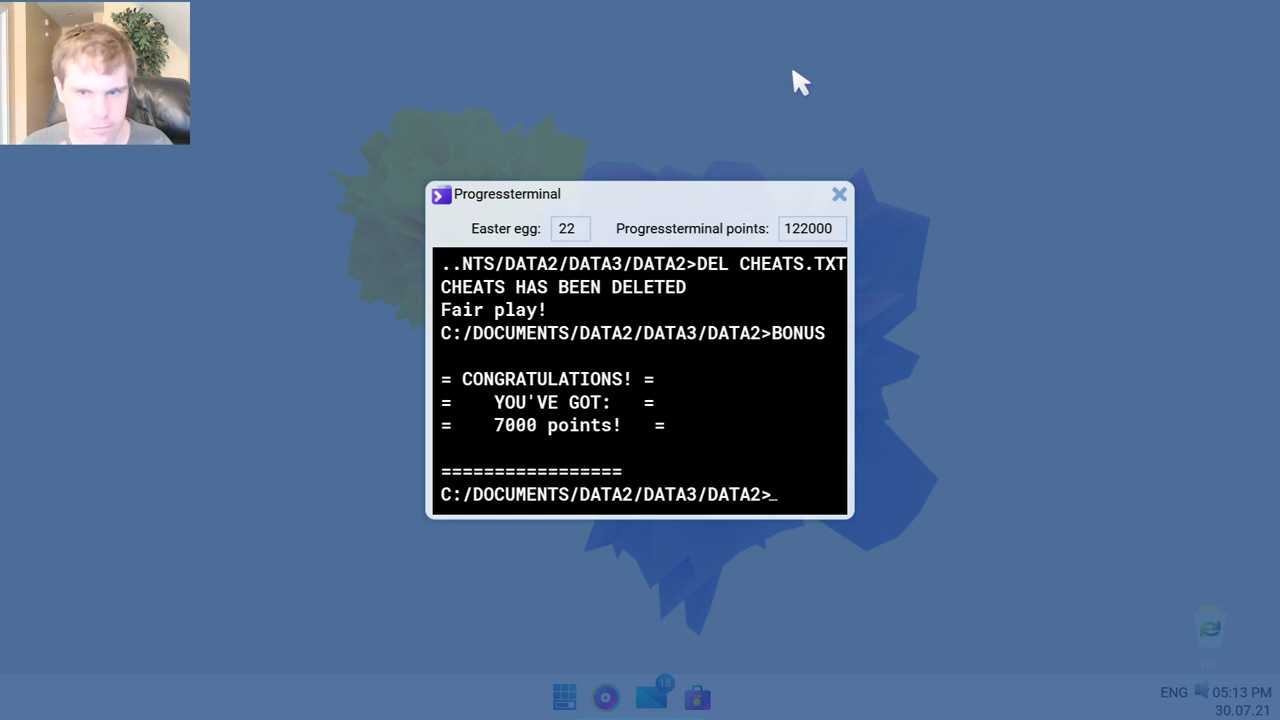 Progressterminal
Easter egg: 22 Progressterminal points: 122000
..NTS/DATA2/DATA3/DATA2>DEL CHEATS.TXT
CHEATS HAS BEEN DELETED
Fair play!
C:/DOCUMENTS/DATA2/DATA3/DATA2>BONUS
= CONGRATULATIONS! =
= YOU'VE GOT: =
= 7000 points! =
=================
C:/DOCUMENTS/DATA2/DATA3/DATA2>_
Bin
18
ENG 05:13 PM
30.07.21